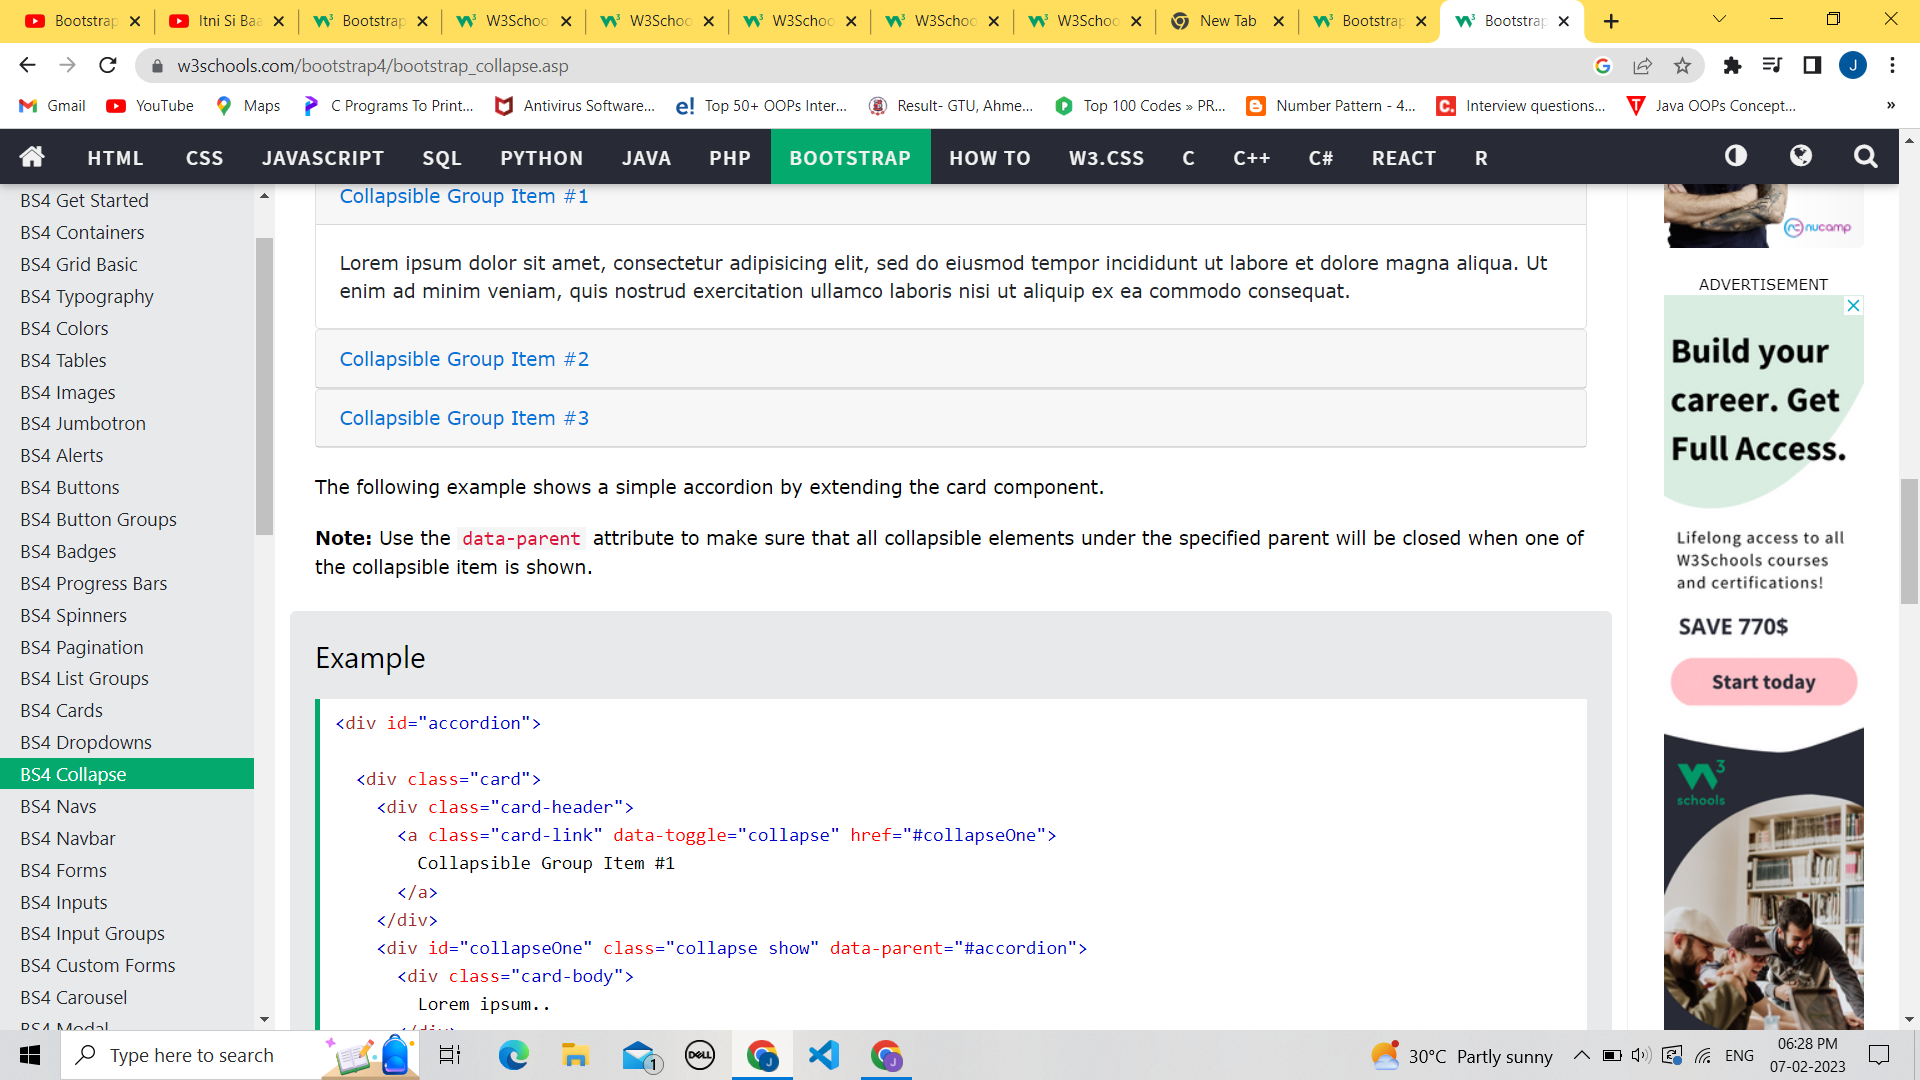 Bootstrap
Itni Si Baa
Bootstrap
W3Schoo
W3Schoo
W3Schoo
W3Schoo
W3Schoo
New Tab
Bootstrap
Bootstrap
w3schools.com/bootstrap4/bootstrap_collapse.asp
J
Gmail
YouTube
Maps
C Programs To Print...
Antivirus Software...
Top 50+ OOPs Inter...
Result- GTU, Ahme...
Top 100 Codes » PR...
Number Pattern - 4...
Interview questions...
Java OOPs Concept...
»
HTML CSS JAVASCRIPT SQL PYTHON JAVA PHP BOOTSTRAP HOW TO W3.CSS C C++ C# REACT R
BS4 Get Started
BS4 Containers
BS4 Grid Basic
BS4 Typography
BS4 Colors
BS4 Tables
BS4 Images
BS4 Jumbotron
BS4 Alerts
BS4 Buttons
BS4 Button Groups
BS4 Badges
BS4 Progress Bars
BS4 Spinners
BS4 Pagination
BS4 List Groups
BS4 Cards
BS4 Dropdowns
BS4 Collapse
BS4 Navs
BS4 Navbar
BS4 Forms
BS4 Inputs
BS4 Input Groups
BS4 Custom Forms
BS4 Carousel
BS4 Modal
Collapsible Group Item #1
Lorem ipsum dolor sit amet, consectetur adipisicing elit, sed do eiusmod tempor incididunt ut labore et dolore magna aliqua. Ut
enim ad minim veniam, quis nostrud exercitation ullamco laboris nisi ut aliquip ex ea commodo consequat.
Collapsible Group Item #2
Collapsible Group Item #3
The following example shows a simple accordion by extending the card component.
Note: Use the data-parent attribute to make sure that all collapsible elements under the specified parent will be closed when one of
the collapsible item is shown.
Example
<div id="accordion">
<div class="card">
<div class="card-header">
<a class="card-link" data-toggle="collapse" href="#collapseOne">
Collapsible Group Item #1
</a>
</div>
<div id="collapseOne" class="collapse show" data-parent="#accordion">
<div class="card-body">
Lorem ipsum..
</div>
nucamp
ADVERTISEMENT
Build your
career. Get
Full Access.
Lifelong access to all
W3Schools courses
and certifications!
SAVE 770$
Start today
W3
schools
Type here to search
1
DELL
J
J
30°C Partly sunny
ENG
06:28 PM
07-02-2023